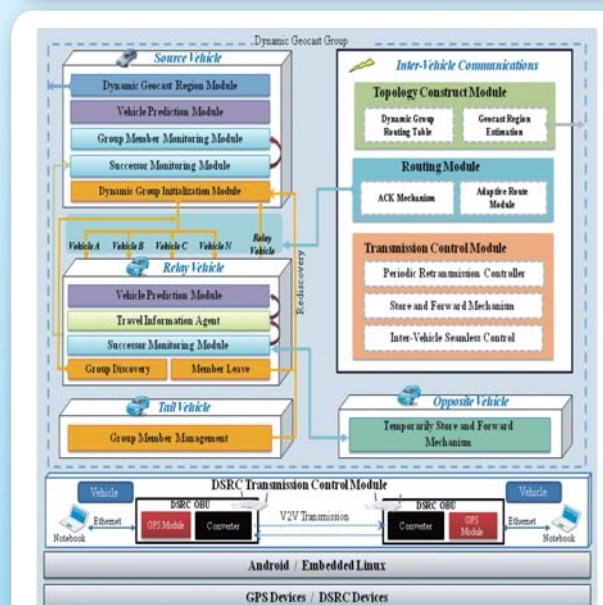 Dynamic Geocast Group
Source Vehicle
Dynamic Geocast Region Module
Vehicle Prediction Module
Group Member Monitoring Module
Successor Monitoring Module
Dynamic Group Initialization Module
Vehicle A
Vehicle B
Vehicle C
Vehicle N
Relay
Vehicle
Relay Vehicle
Vehicle Prediction Module
Travel Information Agent
Successor Monitoring Module
Group Discovery
Member Leave
Rediscovery
Tail Vehicle
Group Member Management
Inter-Vehicle Communications
Topology Construct Module
Dynamic Group
Routing Table
Geocast Region
Estimation
Routing Module
ACK Mechanism
Adaptive Route
Module
Transmission Control Module
Periodic Retransmission Controller
Store and Forward Mechanism
Inter-Vehicle Seamless Control
Opposite Vehicle
Temporarily Store and Forward
Mechanism
DSRC Transmission Control Module
Vehicle
DSRC OBU
GPS Module
Converter
Ethernet
Notebook
V2V Transmission
DSRC OBU
Converter
GPS
Module
Vehicle
Ethernet
Notebook
Android / Embedded Linux
GPS Devices / DSRC Devices